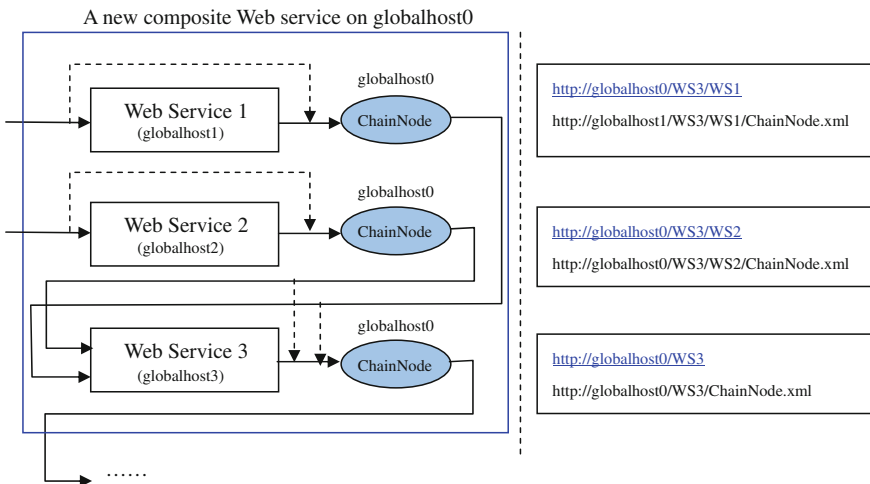 A new composite Web service on globalhost0
globalhost0
Web Service 1
(globalhost1)
ChainNode
http://globalhost0/WS3/WS1
http://globalhost1/WS3/WS1/ChainNode.xml
globalhost0
Web Service 2
(globalhost2)
ChainNode
http://globalhost0/WS3/WS2
http://globalhost0/WS3/WS2/ChainNode.xml
globalhost0
Web Service 3
(globalhost3)
ChainNode
http://globalhost0/WS3
http://globalhost0/WS3/ChainNode.xml
……